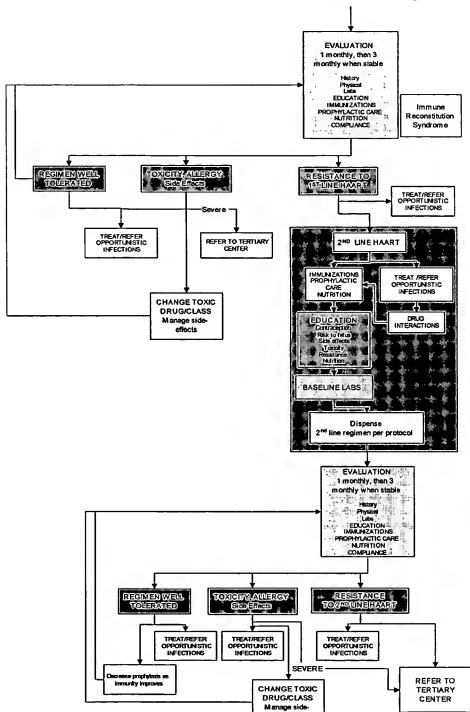 EVALUATION
1 monthly, then 3
monthly when stable
History
Physical
Labs
EDUCATION
IMMUNIZATIONS
PROPHYLACTIC CARE
NUTRITION
COMPLIANCE
Immune
Reconstitution
Syndrome
REGIMEN WELL
TOLERATED
TOXICITY, ALLERGY
Side Effects
RESISTANCE TO
1ST LINE HAART
Severe
TREAT/REFER
OPPORTUNISTIC
INFECTIONS
REFER TO TERTIARY
CENTER
TREAT/REFER
OPPORTUNISTIC
INFECTIONS
2ND LINE HAART
IMMUNIZATIONS
PROPHYLACTIC
CARE
NUTRITION
TREAT/REFER
OPPORTUNISTIC
INFECTIONS
CHANGE TOXIC
DRUG/CLASS
Manage side-
effects
EDUCATION
Contraception
Risk to fetus
Side effects
Toxicity
Resistance
Nutrition
DRUG
INTERACTIONS
BASELINE LABS
Dispense
2nd line regimen per protocol
EVALUATION
1 monthly, then 3
monthly when stable
History
Physical
Labs
EDUCATION
IMMUNIZATIONS
PROPHYLACTIC CARE
NUTRITION
COMPLIANCE
REGIMEN WELL
TOLERATED
TOXICITY, ALLERGY
Side Effects
RESISTANCE
TO 2ND LINE HAART
TREAT/REFER
OPPORTUNISTIC
INFECTIONS
TREAT/REFER
OPPORTUNISTIC
INFECTIONS
TREAT/REFER
OPPORTUNISTIC
INFECTIONS
SEVERE
Decrease prophylaxis as
immunity improves
CHANGE TOXIC
DRUG/CLASS
Manage side-
REFER TO
TERTIARY
CENTER